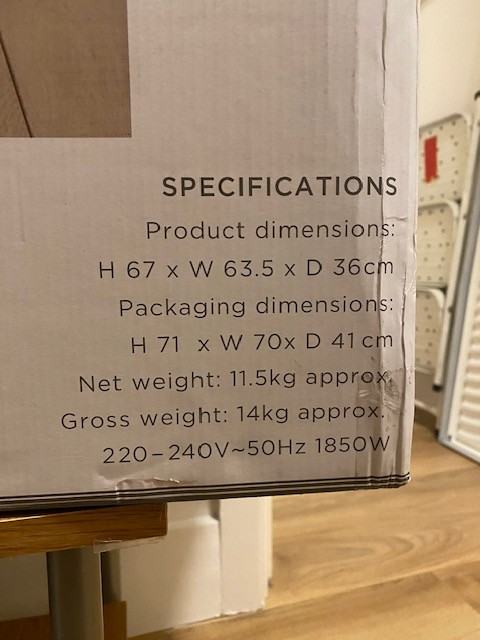 SPECIFICATIONS
Product dimensions:
H 67 x W 63.5 x D 36cm
Packaging dimensions:
H 71 x W 70x D 41 cm
Net weight: 11.5kg approx.
Gross weight: 14kg approx.
220-240V~50Hz 1850W